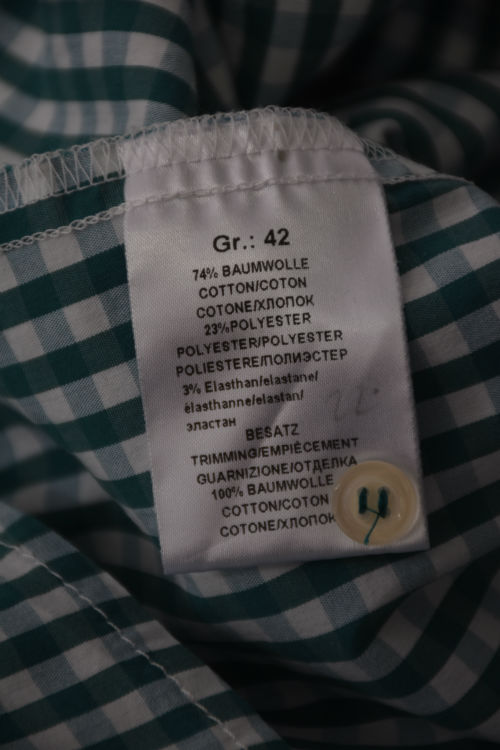 Gr.: 42
74% BAUMWOLLE
COTTON/COTON
COTONE/ХЛОПОК
23%POLYESTER
POLYESTER/POLYESTER
POLIESTERE/ПОЛИЭСТЕР
3% Elasthan/elastane/
élasthanne/elastan/
эластан
BESATZ
TRIMMING/EMPIÈCEMENT
GUARNIZIONE/ОТДЕЛКА
100% BAUMWOLLE
COTTON/COTON
COTONE/ХЛОПОК